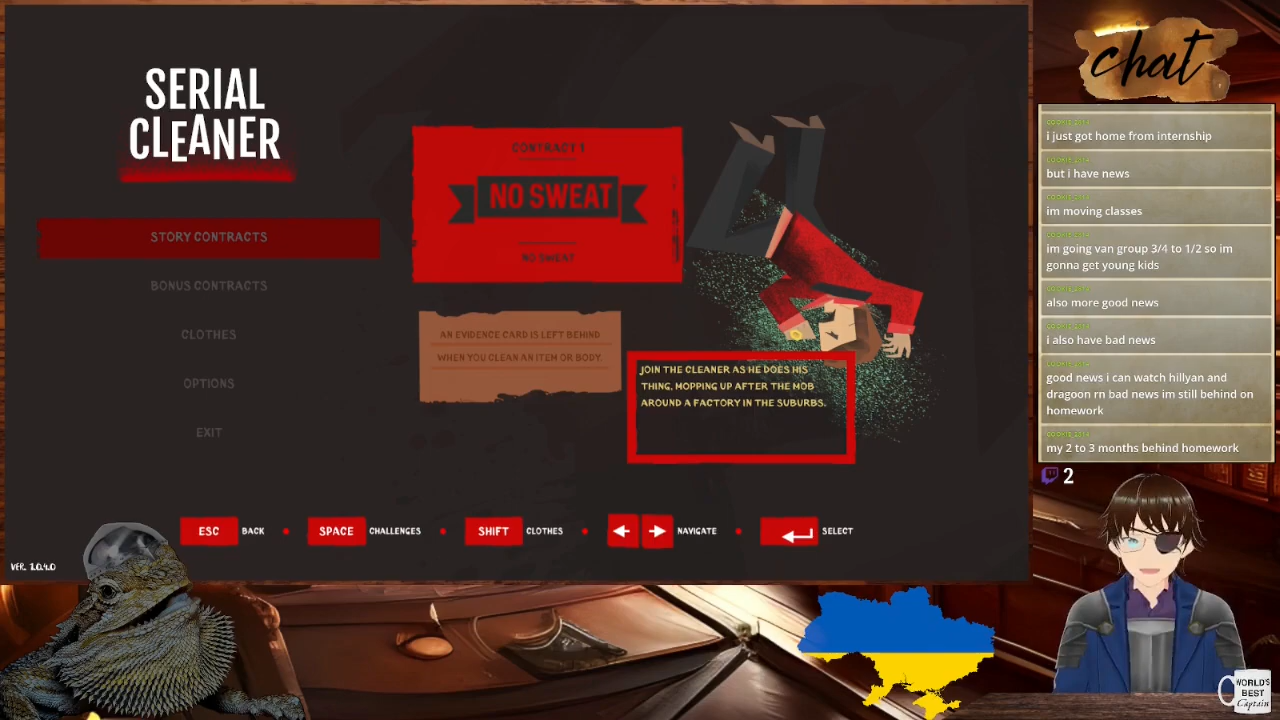 SERIAL
CLEANER
STORY CONTRACTS
BONUS CONTRACTS
CLOTHES
OPTIONS
EXIT
CONTRACT 1
NO SWEAT
NO SWEAT
AN EVIDENCE CARD IS LEFT BEHIND
WHEN YOU CLEAN AN ITEM OR BODY.
JOIN THE CLEANER AS HE DOES HIS
THING, MOPPING UP AFTER THE MOB
AROUND A FACTORY IN THE SUBURBS.
ESC BACK
SPACE CHALLENGES
SHIFT CLOTHES
NAVIGATE
SELECT
VER. 1.0.4.0
chat
i just got home from internship
but i have news
im moving classes
im going van group 3/4 to 1/2 so im
gonna get young kids
also more good news
i also have bad news
good news i can watch hillyan and
dragoon rn bad news im still behind on
homework
my 2 to 3 months behind homework
2
WORLD'S
BEST
Captain